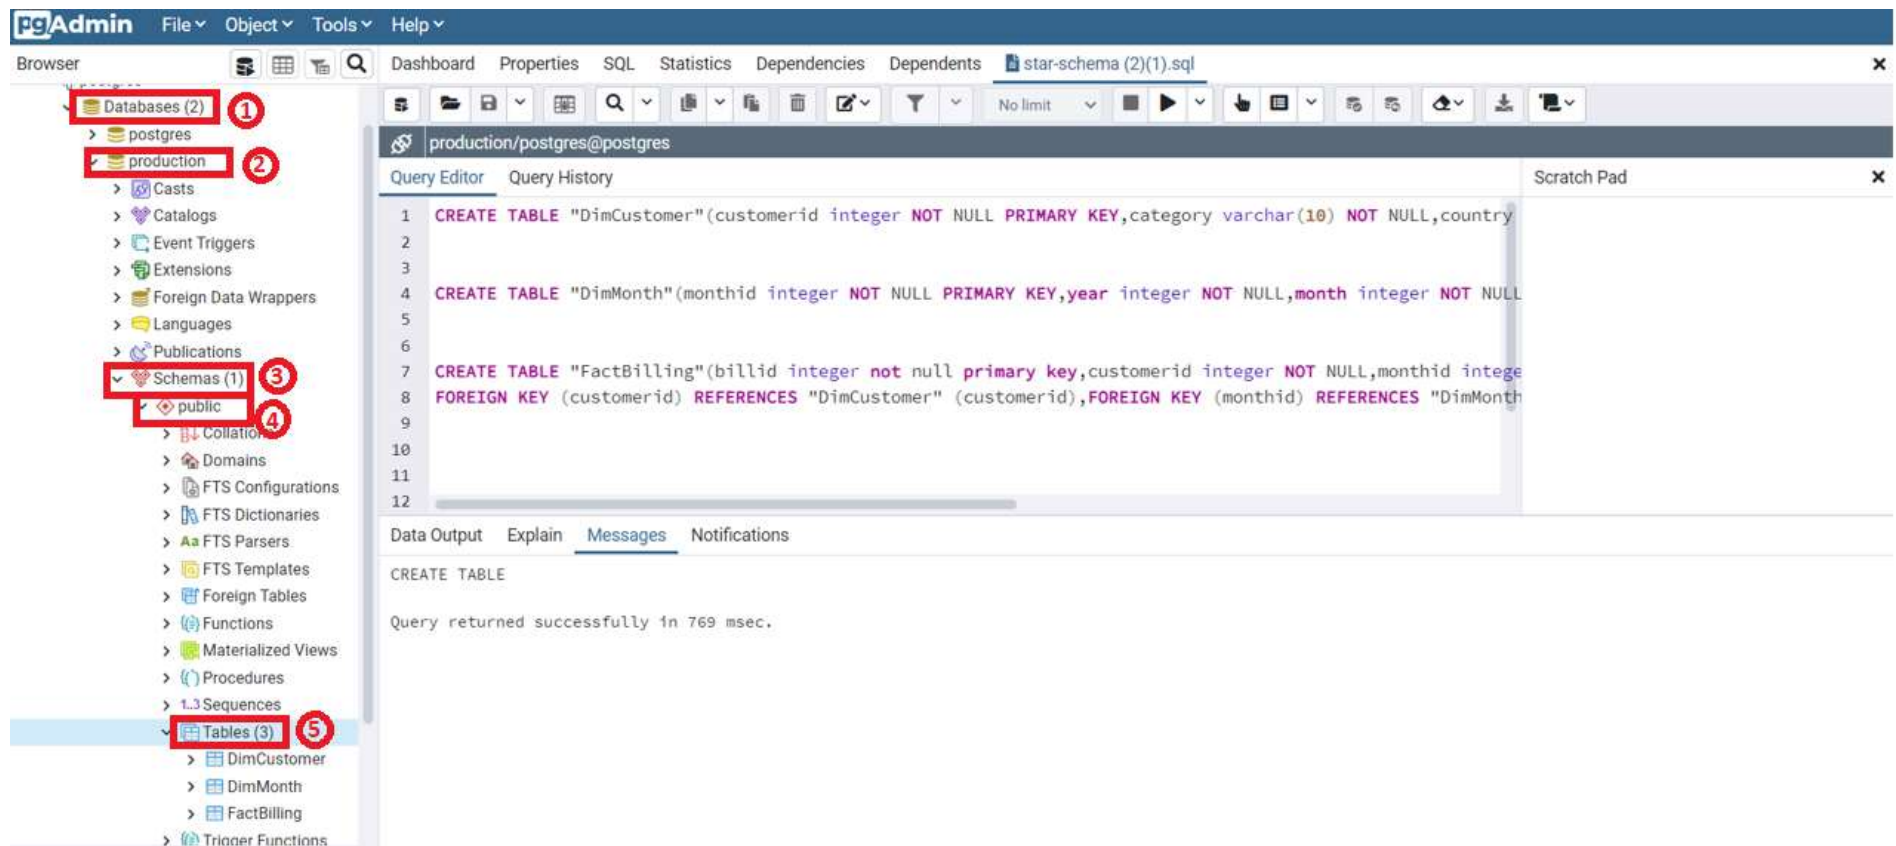 pgAdmin File Object Tools Help
Browser
Dashboard Properties SQL Statistics Dependencies Dependents star-schema (2)(1).sql
No limit
production/postgres@postgres
Databases (2) 1
postgres
production 2
Casts
Catalogs
Event Triggers
Extensions
Foreign Data Wrappers
Languages
Publications
Schemas (1) 3
public 4
Collation
Domains
FTS Configurations
FTS Dictionaries
Aa FTS Parsers
FTS Templates
Foreign Tables
Functions
Materialized Views
Procedures
1..3 Sequences
Tables (3) 5
DimCustomer
DimMonth
FactBilling
Trigger Functions
Query Editor Query History
Scratch Pad
1 CREATE TABLE "DimCustomer"(customerid integer NOT NULL PRIMARY KEY,category varchar(10) NOT NULL,country
2
3
4 CREATE TABLE "DimMonth"(monthid integer NOT NULL PRIMARY KEY,year integer NOT NULL,month integer NOT NULL
5
6
7 CREATE TABLE "FactBilling"(billid integer not null primary key,customerid integer NOT NULL,monthid intege
8 FOREIGN KEY (customerid) REFERENCES "DimCustomer" (customerid),FOREIGN KEY (monthid) REFERENCES "DimMonth
9
10
11
12
Data Output Explain Messages Notifications
CREATE TABLE
Query returned successfully in 769 msec.